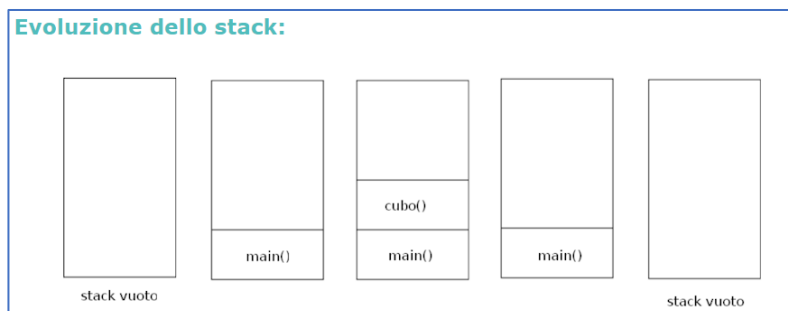 Evoluzione dello stack:
cubo()
main()
main()
main()
stack vuoto
stack vuoto